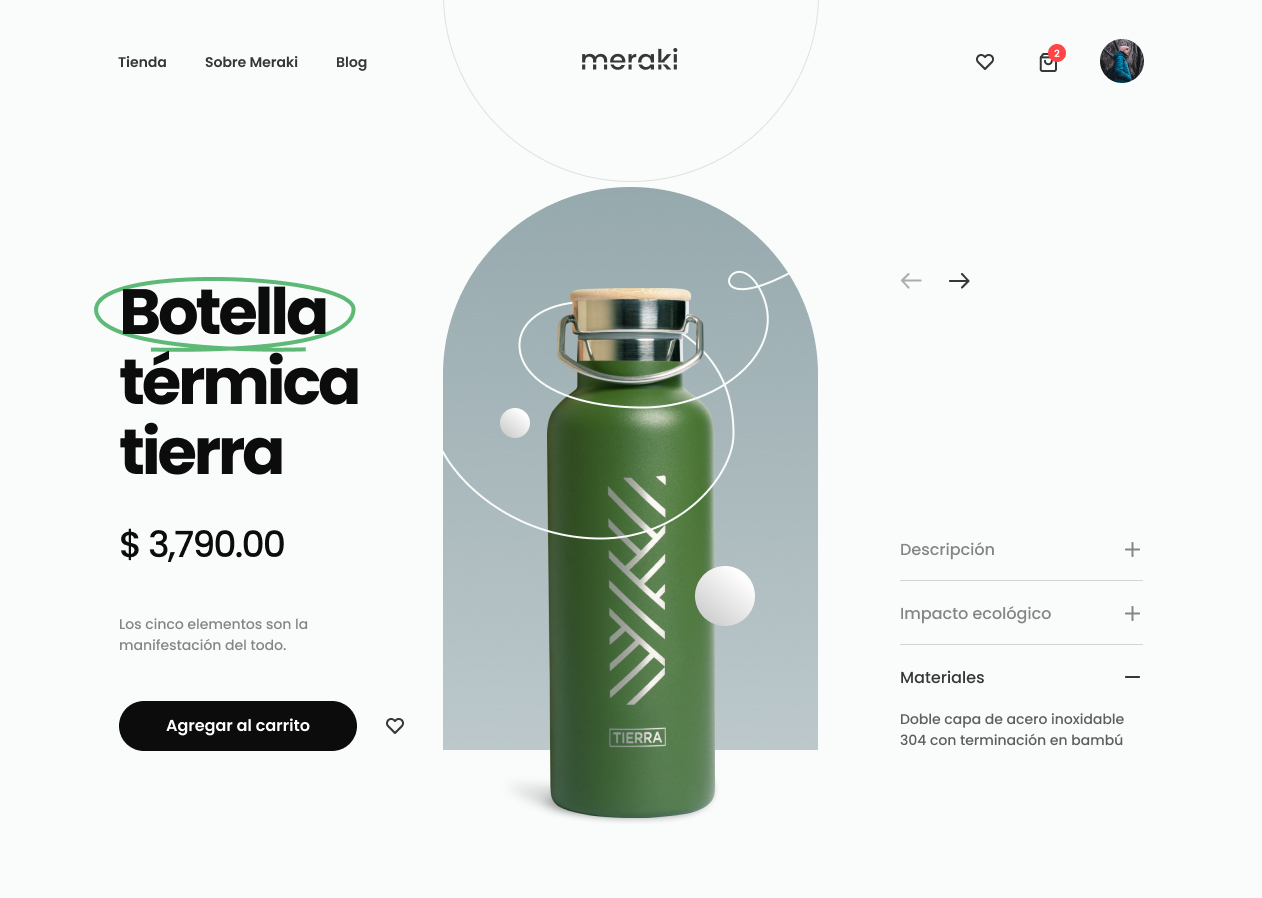 Tienda
Sobre Meraki
Blog
meraki
2
Botella
térmica
tierra
$ 3,790.00
Los cinco elementos son la
manifestación del todo.
Agregar al carrito
TIERRA
Descripción
Impacto ecológico
Materiales
Doble capa de acero inoxidable
304 con terminación en bambú